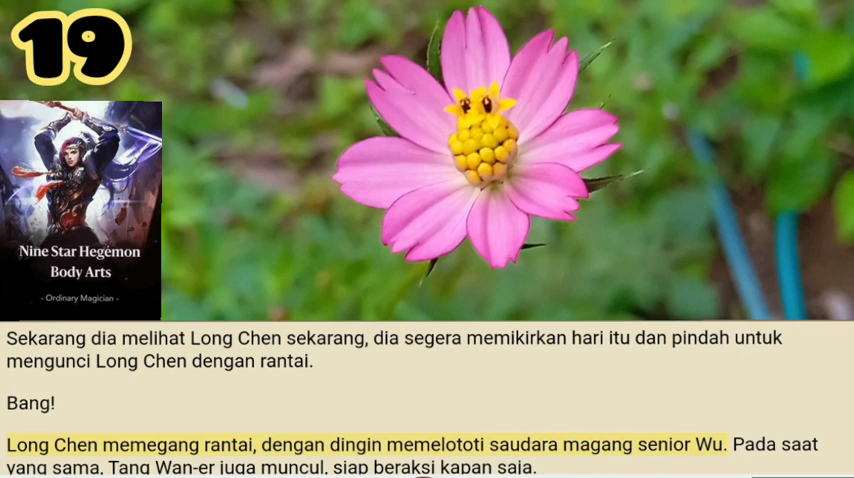 19
Nine Star Hegemon
Body Arts
- Ordinary Magician -
Sekarang dia melihat Long Chen sekarang, dia segera memikirkan hari itu dan pindah untuk
mengunci Long Chen dengan rantai.
Bang!
Long Chen memegang rantai, dengan dingin memelototi saudara magang senior Wu. Pada saat
yang sama, Tang Wan-er juga muncul, siap beraksi kapan saja.